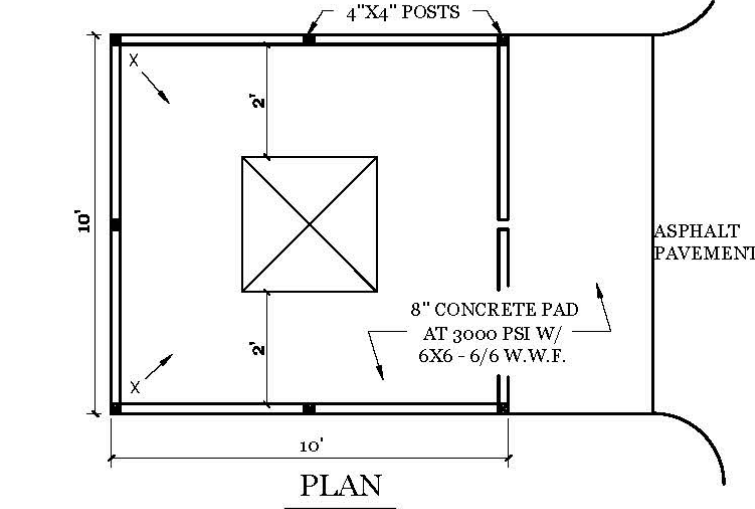 4"X4" POSTS
X
2'
10'
ASPHALT
PAVEMENT
8" CONCRETE PAD
AT 3000 PSI W/
6X6 - 6/6 W.W.F.
2'
X
10'
PLAN